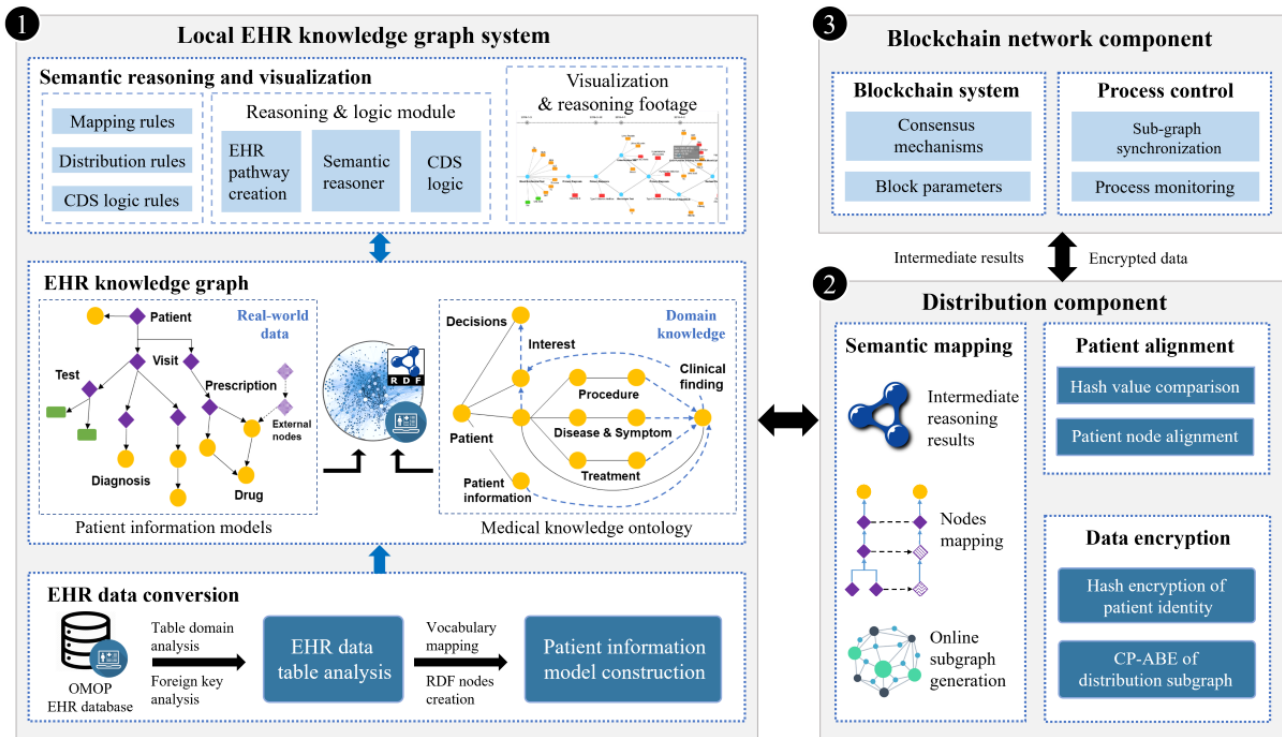 1
Local EHR knowledge graph system
Semantic reasoning and visualization
Mapping rules
Distribution rules
CDS logic rules
Reasoning & logic module
EHR
pathway
creation
Semantic
reasoner
CDS
logic
Visualization
& reasoning footage
EHR knowledge graph
Patient
Real-world
data
Test
Visit
Prescription
External
nodes
Diagnosis
Drug
Patient information models
RDF
Decisions
Domain
knowledge
Interest
Clinical
finding
Procedure
Disease & Symptom
Patient
Treatment
Patient
information
Medical knowledge ontology
EHR data conversion
OMOP
EHR database
Table domain
analysis
Foreign key
analysis
EHR data
table analysis
Vocabulary
mapping
RDF nodes
creation
Patient information
model construction
3
Blockchain network component
Blockchain system
Consensus
mechanisms
Block parameters
Process control
Sub-graph
synchronization
Process monitoring
Intermediate results
Encrypted data
2
Distribution component
Semantic mapping
Intermediate
reasoning
results
Nodes
mapping
Online
subgraph
generation
Patient alignment
Hash value comparison
Patient node alignment
Data encryption
Hash encryption of
patient identity
CP-ABE of
distribution subgraph